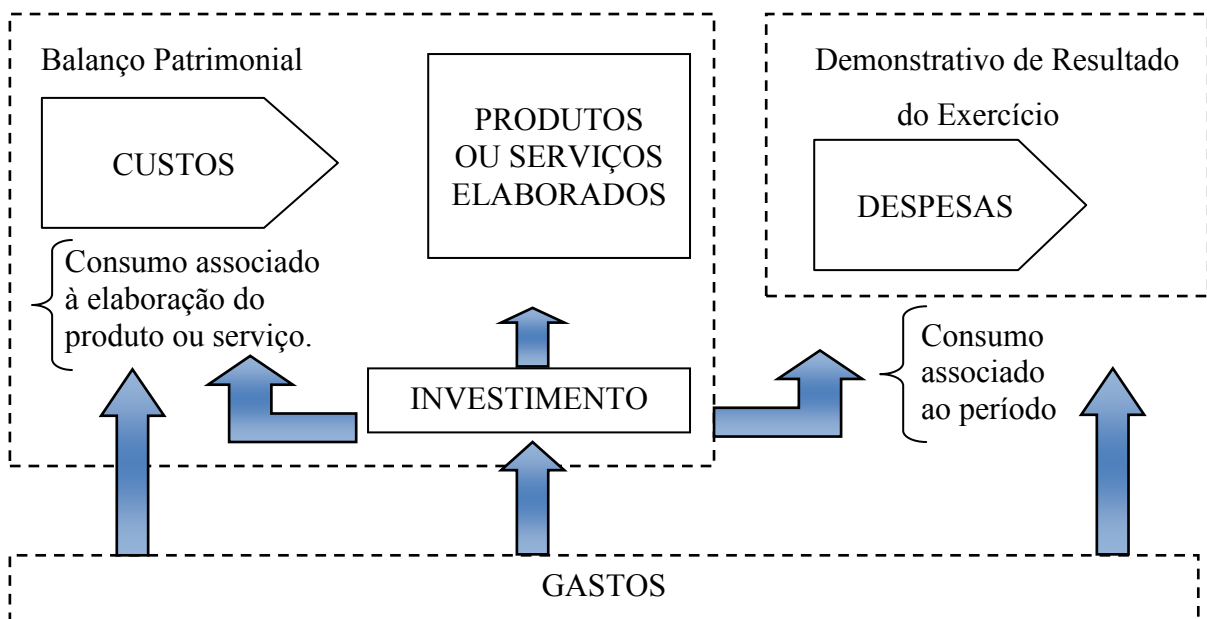 Balanço Patrimonial
CUSTOS
Consumo associado
à elaboração do
produto ou serviço.
PRODUTOS
OU SERVIÇOS
ELABORADOS
INVESTIMENTO
Demonstrativo de Resultado
do Exercício
DESPESAS
Consumo
associado
ao período
GASTOS